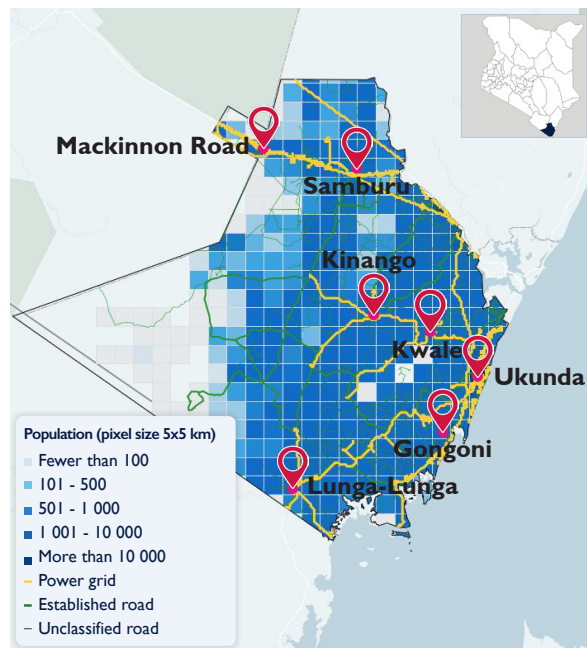 Mackinnon Road
Samburu
Kinango
Kwale
Ukunda
Gongoni
Lunga-Lunga
Population (pixel size 5x5 km)
Fewer than 100
101 - 500
501 - 1 000
1 001 - 10 000
More than 10 000
Power grid
Established road
Unclassified road